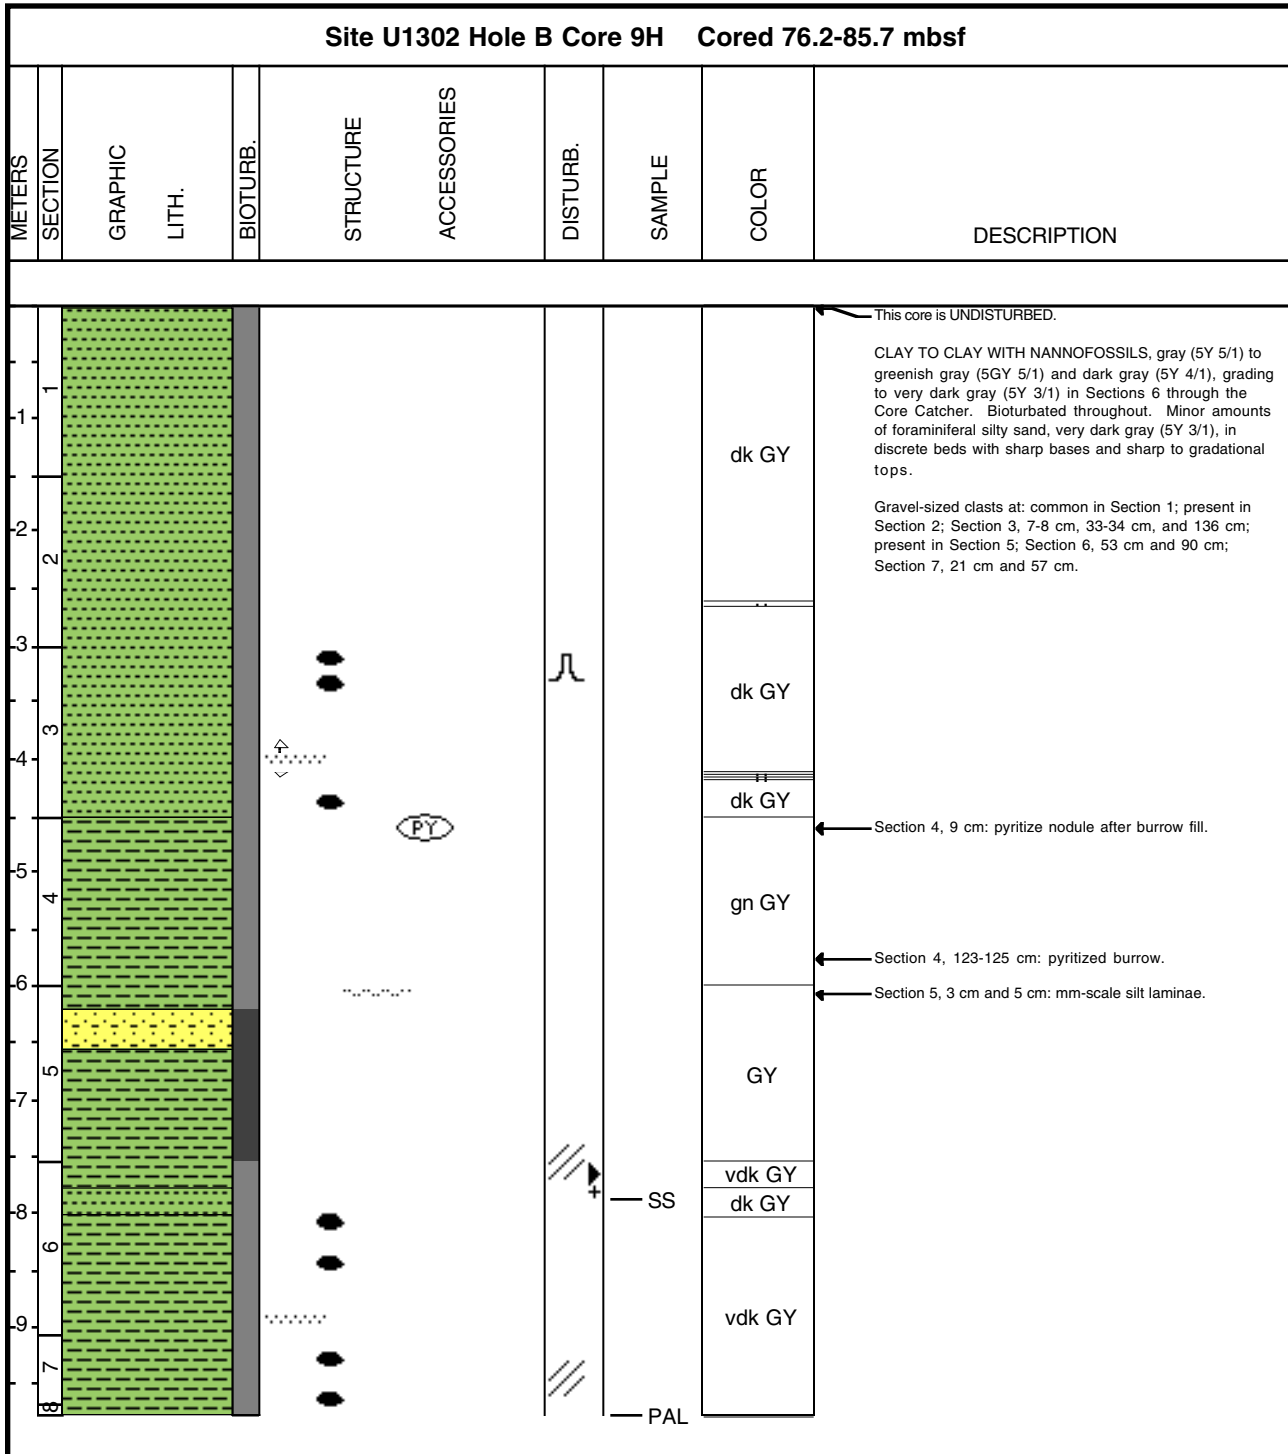 Site U1302 Hole B Core 9H Cored 76.2-85.7 mbsf
METERS
SECTION
GRAPHIC
LITH.
BIOTURB.
STRUCTURE
ACCESSORIES
DISTURB.
SAMPLE
COLOR
DESCRIPTION
This core is UNDISTURBED.
CLAY TO CLAY WITH NANNOFOSSILS, gray (5Y 5/1) to
greenish gray (5GY 5/1) and dark gray (5Y 4/1), grading
to very dark gray (5Y 3/1) in Sections 6 through the
Core Catcher. Bioturbated throughout. Minor amounts
of foraminiferal silty sand, very dark gray (5Y 3/1), in
discrete beds with sharp bases and sharp to gradational
tops.
Gravel-sized clasts at: common in Section 1; present in
Section 2; Section 3, 7-8 cm, 33-34 cm, and 136 cm;
present in Section 5; Section 6, 53 cm and 90 cm;
Section 7, 21 cm and 57 cm.
1
1
dk GY
2
2
3
dk GY
3
4
dk GY
PY
Section 4, 9 cm: pyritize nodule after burrow fill.
5
4
gn GY
Section 4, 123-125 cm: pyritized burrow.
6
Section 5, 3 cm and 5 cm: mm-scale silt laminae.
5
GY
7
vdk GY
SS
dk GY
8
6
vdk GY
9
7
8
PAL